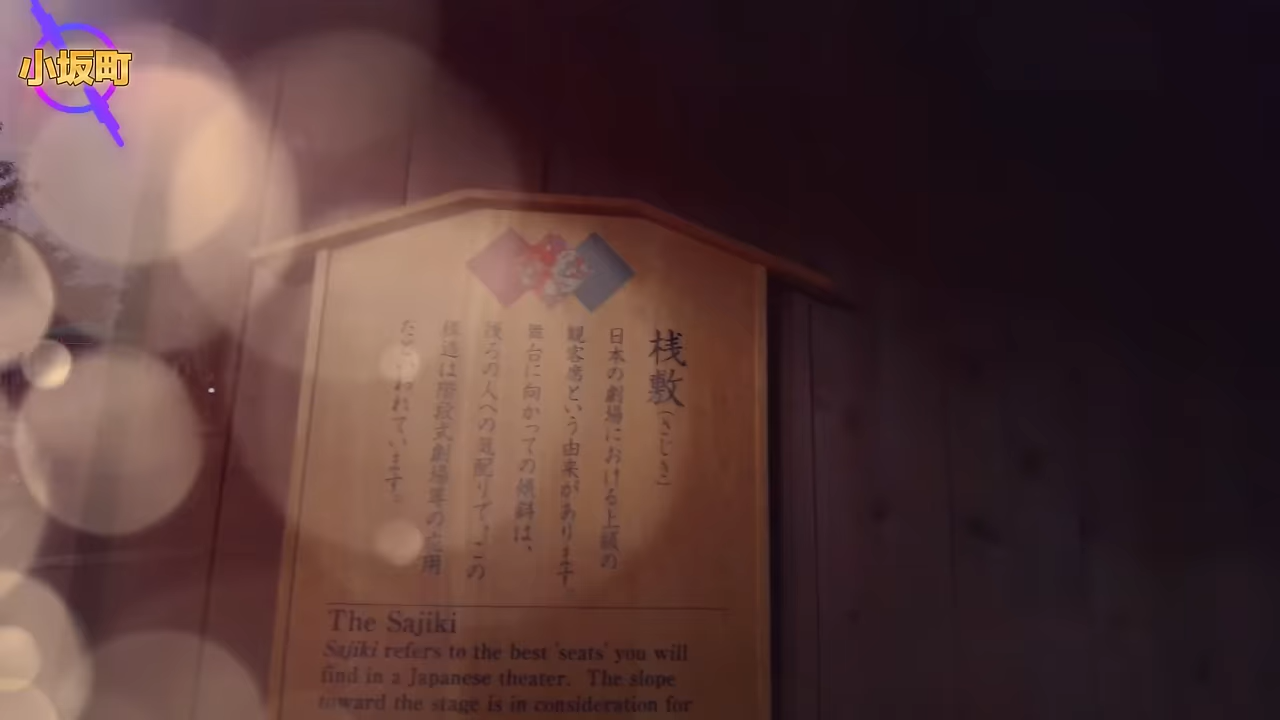 小坂町
桟敷(さじき)
日本の劇場における上級の
観客席という由来があります。
舞台に向かっての傾斜は、
後ろの人への気配りで、この
構造は階段式劇場等の応用
だといわれています。
The Sajiki
Sajiki refers to the best 'seats' you will
find in a Japanese theater. The slope
toward the stage is in consideration for